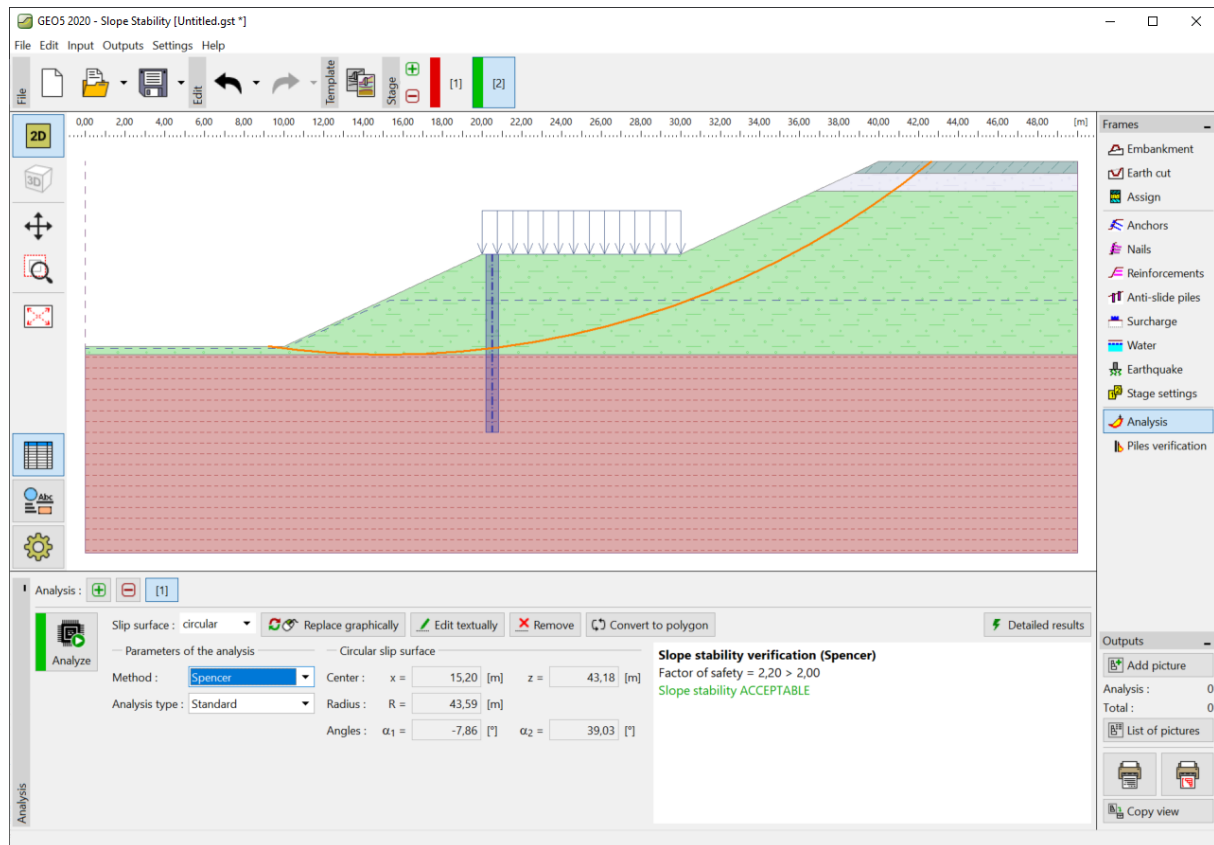 GEO5 2020 - Slope Stability [Untitled.gst *]
File Edit Input Outputs Settings Help
File
Edit
Template
Stage
[1]
[2]
2D
3D
0,00 2,00 4,00 6,00 8,00 10,00 12,00 14,00 16,00 18,00 20,00 22,00 24,00 26,00 28,00 30,00 32,00 34,00 36,00 38,00 40,00 42,00 44,00 46,00 48,00 [m]
Frames
Embankment
Earth cut
Assign
Anchors
Nails
Reinforcements
Anti-slide piles
Surcharge
Water
Earthquake
Stage settings
Analysis
Piles verification
Abc
Analysis : [1]
Analyze
Slip surface : circular Replace graphically Edit textually Remove Convert to polygon Detailed results
Parameters of the analysis Circular slip surface
Method : Spencer Center : x = 15,20 [m] z = 43,18 [m]
Analysis type : Standard Radius : R = 43,59 [m]
Angles : α1 = -7,86 [°] α2 = 39,03 [°]
Slope stability verification (Spencer)
Factor of safety = 2,20 > 2,00
Slope stability ACCEPTABLE
Analysis
Outputs
Add picture
Analysis : 0
Total : 0
List of pictures
Copy view